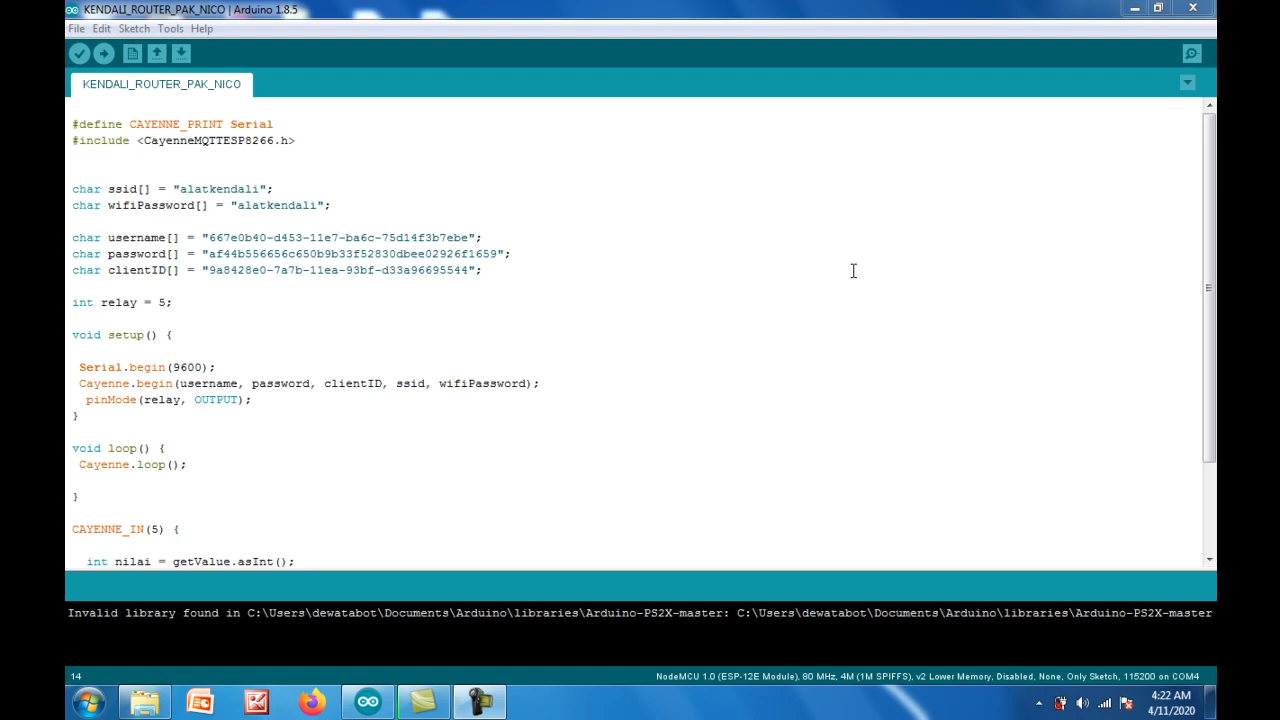 KENDALI_ROUTER_PAK_NICO | Arduino 1.8.5
File Edit Sketch Tools Help
KENDALI_ROUTER_PAK_NICO
#define CAYENNE_PRINT Serial
#include <CayenneMQTTESP8266.h>
char ssid[] = "alatkendali";
char wifiPassword[] = "alatkendali";
char username[] = "667e0b40-d453-11e7-ba6c-75d14f3b7ebe";
char password[] = "af44b556656c650b9b33f52830dbee02926f1659";
char clientID[] = "9a8428e0-7a7b-11ea-93bf-d33a96695544";
int relay = 5;
void setup() {
Serial.begin(9600);
Cayenne.begin(username, password, clientID, ssid, wifiPassword);
pinMode(relay, OUTPUT);
}
void loop() {
Cayenne.loop();
}
CAYENNE_IN(5) {
int nilai = getValue.asInt();
Invalid library found in C:\Users\dewatabot\Documents\Arduino\libraries\Arduino-PS2X-master: C:\Users\dewatabot\Documents\Arduino\libraries\Arduino-PS2X-master
14
NodeMCU 1.0 (ESP-12E Module), 80 MHz, 4M (1M SPIFFS), v2 Lower Memory, Disabled, None, Only Sketch, 115200 on COM4
4:22 AM
4/11/2020